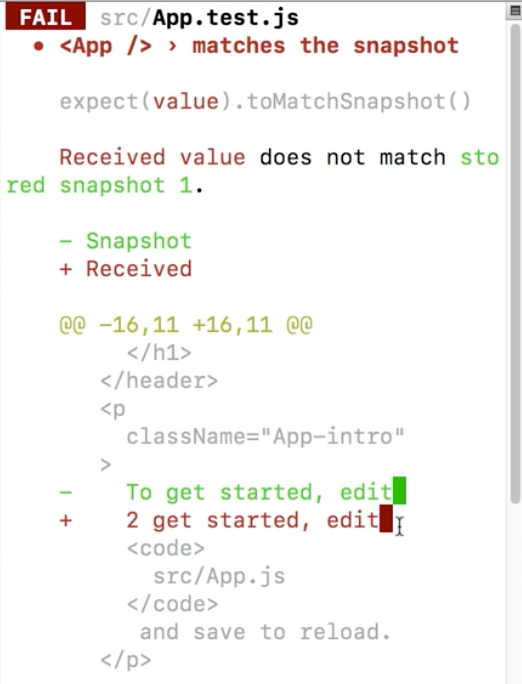 FAIL src/App.test.js
● <App /> › matches the snapshot
expect(value).toMatchSnapshot()
Received value does not match sto
red snapshot 1.
- Snapshot
+ Received
@@ -16,11 +16,11 @@
</h1>
</header>
<p
className="App-intro"
>
- To get started, edit
+ 2 get started, edit
<code>
src/App.js
</code>
and save to reload.
</p>